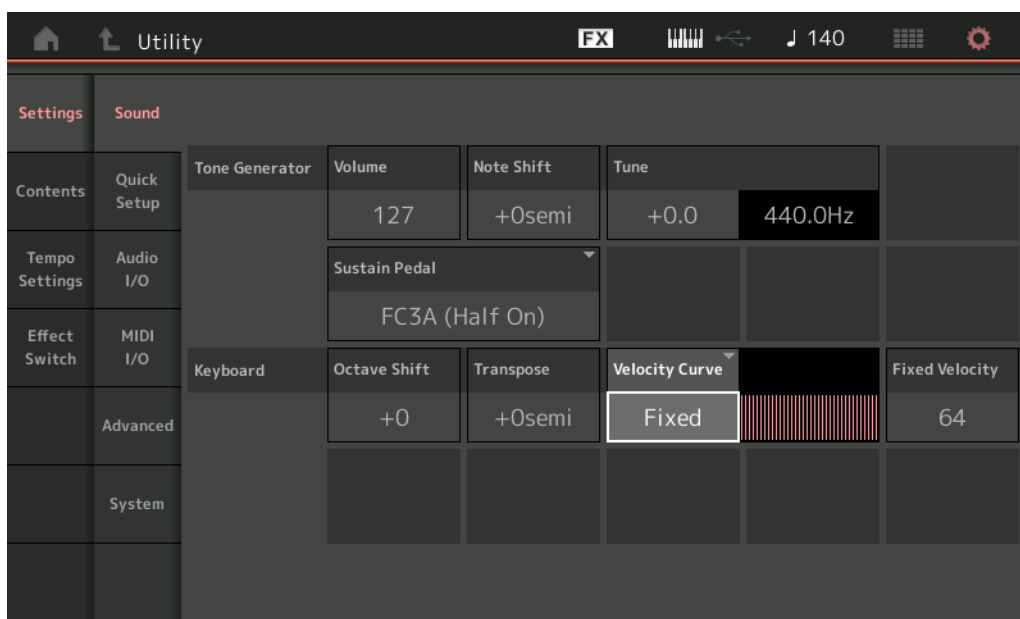 Utility
FX
♩ 140
Settings
Sound
Contents
Quick
Setup
Tempo
Settings
Audio
I/O
Effect
Switch
MIDI
I/O
Advanced
System
Tone Generator
Volume
127
Note Shift
+0semi
Tune
+0.0
440.0Hz
Sustain Pedal
FC3A (Half On)
Keyboard
Octave Shift
+0
Transpose
+0semi
Velocity Curve
Fixed
Fixed Velocity
64